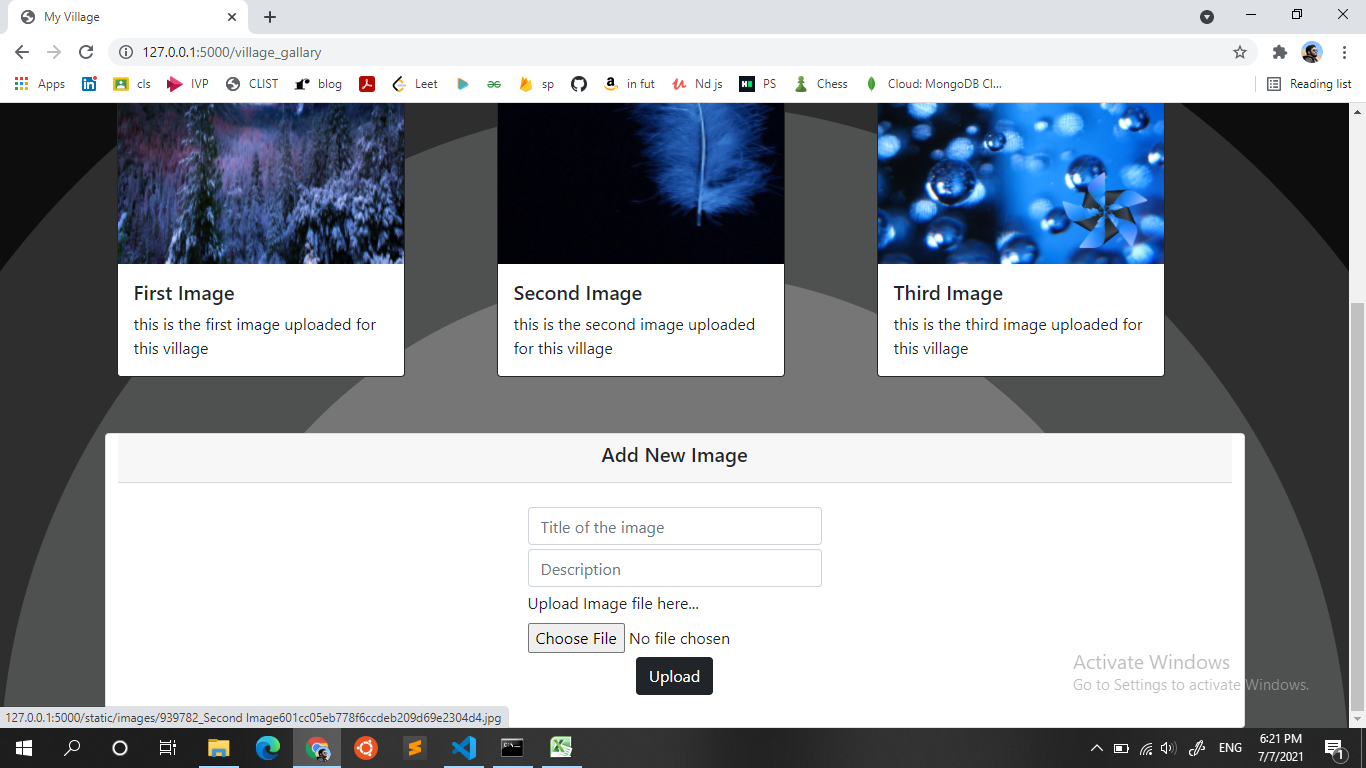 My Village
127.0.0.1:5000/village_gallary
Apps cls IVP CLIST blog Leet sp in fut Nd js PS Chess Cloud: MongoDB Cl... Reading list
First Image
this is the first image uploaded for
this village
Second Image
this is the second image uploaded
for this village
Third Image
this is the third image uploaded for
this village
Add New Image
Title of the image
Description
Upload Image file here...
Choose File No file chosen
Upload
Activate Windows
Go to Settings to activate Windows.
127.0.0.1:5000/static/images/939782_Second Image601cc05eb778f6ccdeb209d69e2304d4.jpg
ENG
6:21 PM
7/7/2021
1